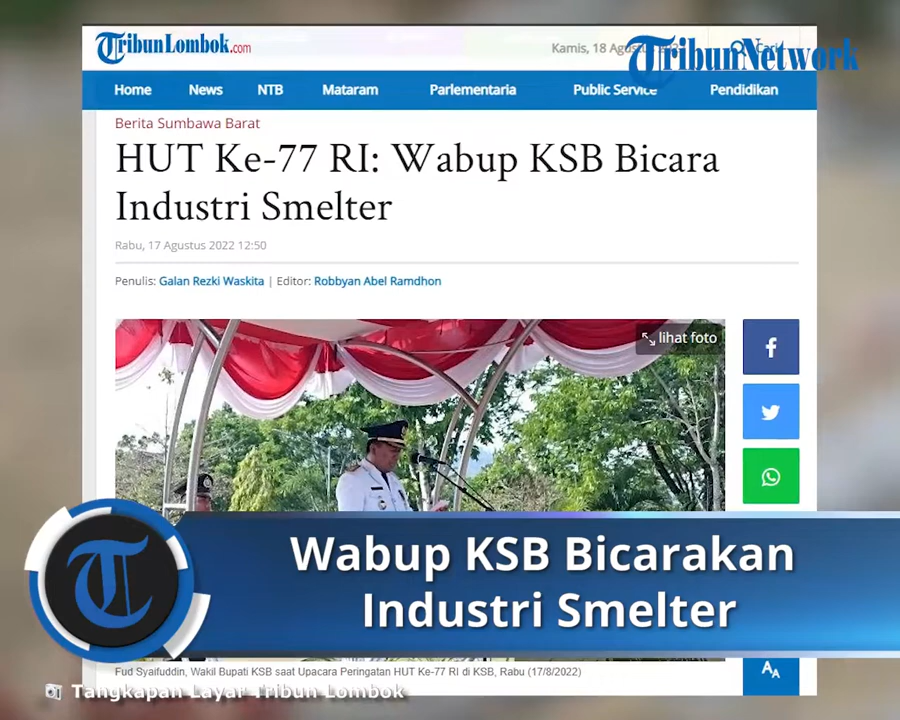 TribunLombok.com
Kamis, 18 Agustus
Cari
TribunNetwork
Home News NTB Mataram Parlementaria Public Service Pendidikan
Berita Sumbawa Barat
HUT Ke-77 RI: Wabup KSB Bicara
Industri Smelter
Rabu, 17 Agustus 2022 12:50
Penulis: Galan Rezki Waskita | Editor: Robbyan Abel Ramdhon
lihat foto
Wabup KSB Bicarakan
Industri Smelter
Fud Syaifuddin, Wakil Bupati KSB saat Upacara Peringatan HUT Ke-77 RI di KSB, Rabu (17/8/2022)
AA
Tangkapan Layar Tribun Lombok